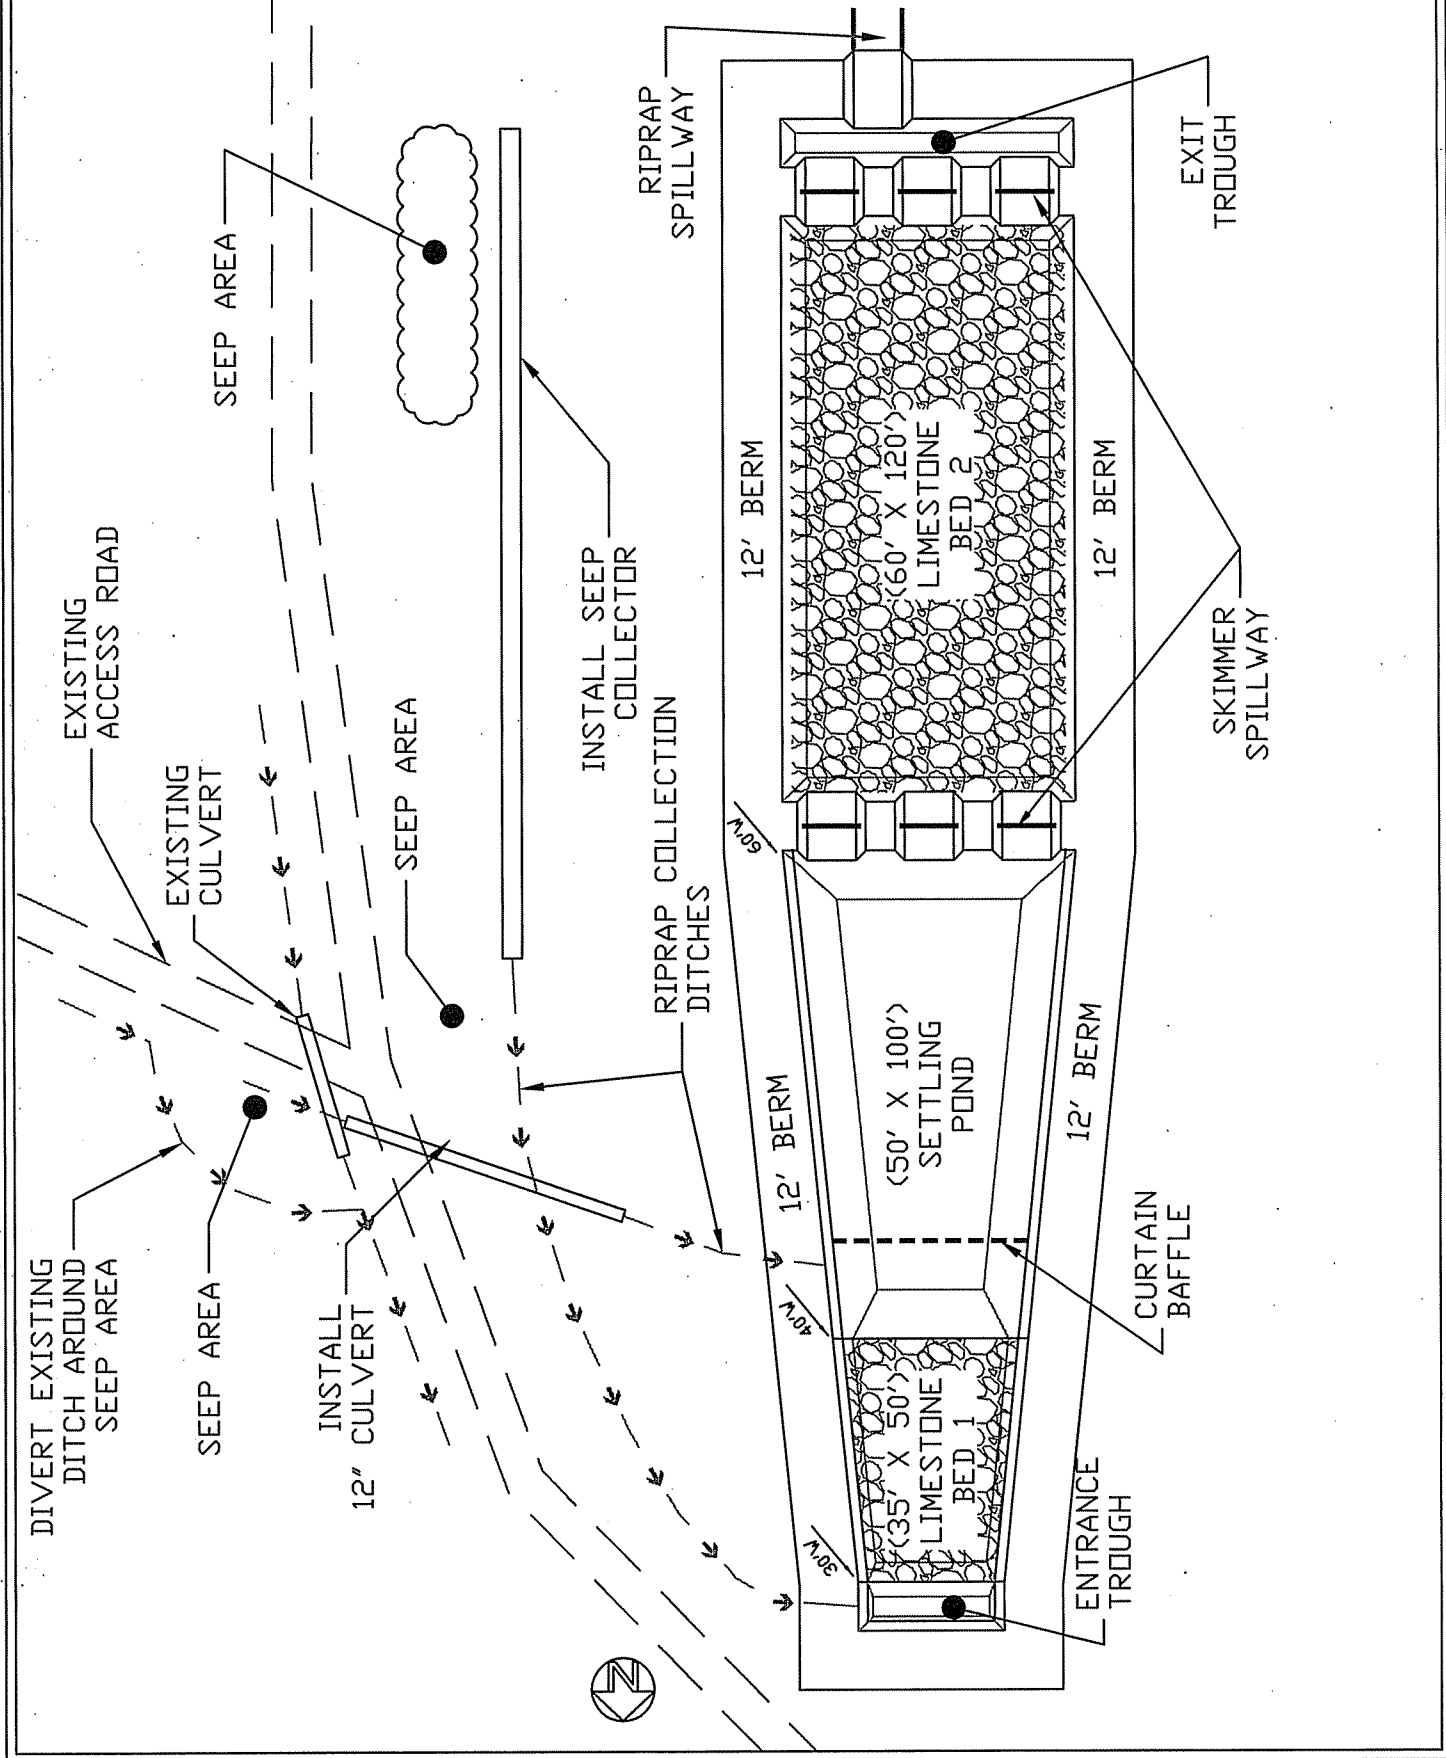 DIVERT EXISTING
DITCH AROUND
SEEP AREA
SEEP AREA
INSTALL
12" CULVERT
EXISTING
CULVERT
EXISTING
ACCESS ROAD
SEEP AREA
SEEP AREA
INSTALL SEEP
COLLECTOR
RIPRAP COLLECTION
DITCHES
RIPRAP
SPILLWAY
N
30'W
40'W
60'W
12' BERM
12' BERM
(35' X 50')
LIMESTONE
BED 1
(50' X 100')
SETTLING
POND
(60' X 120')
LIMESTONE
BED 2
12' BERM
12' BERM
ENTRANCE
TROUGH
CURTAIN
BAFFLE
SKIMMER
SPILLWAY
EXIT
TROUGH